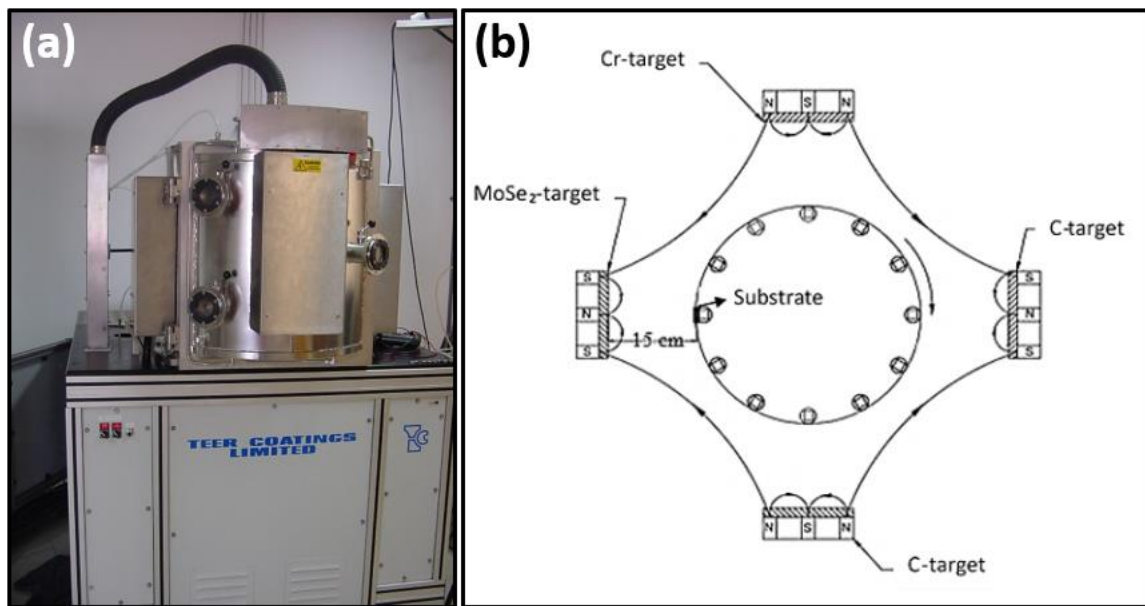 (a)
TEER COATINGS
LIMITED
(b)
Cr-target
N S N
MoSe₂-target
C-target
S
N
S
S
N
S
Substrate
15 cm
N S N
C-target